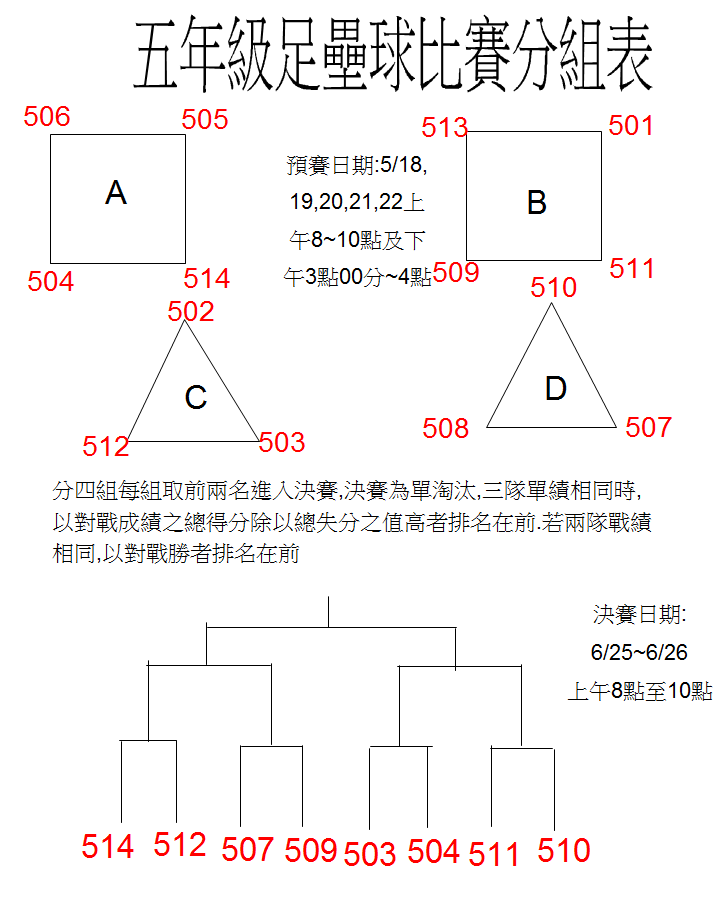 五年級足壘球比賽分組表
506
505
513
501
A
B
預賽日期:5/18,
19,20,21,22上
午8~10點及下
午3點00分~4點
504
514
509
511
502
510
C
D
512
503
508
507
分四組每組取前兩名進入決賽,決賽為單淘汰,三隊單績相同時,
以對戰成績之總得分除以總失分之值高者排名在前.若兩隊戰績
相同,以對戰勝者排名在前
決賽日期:
6/25~6/26
上午8點至10點
514
512
507
509
503
504
511
510